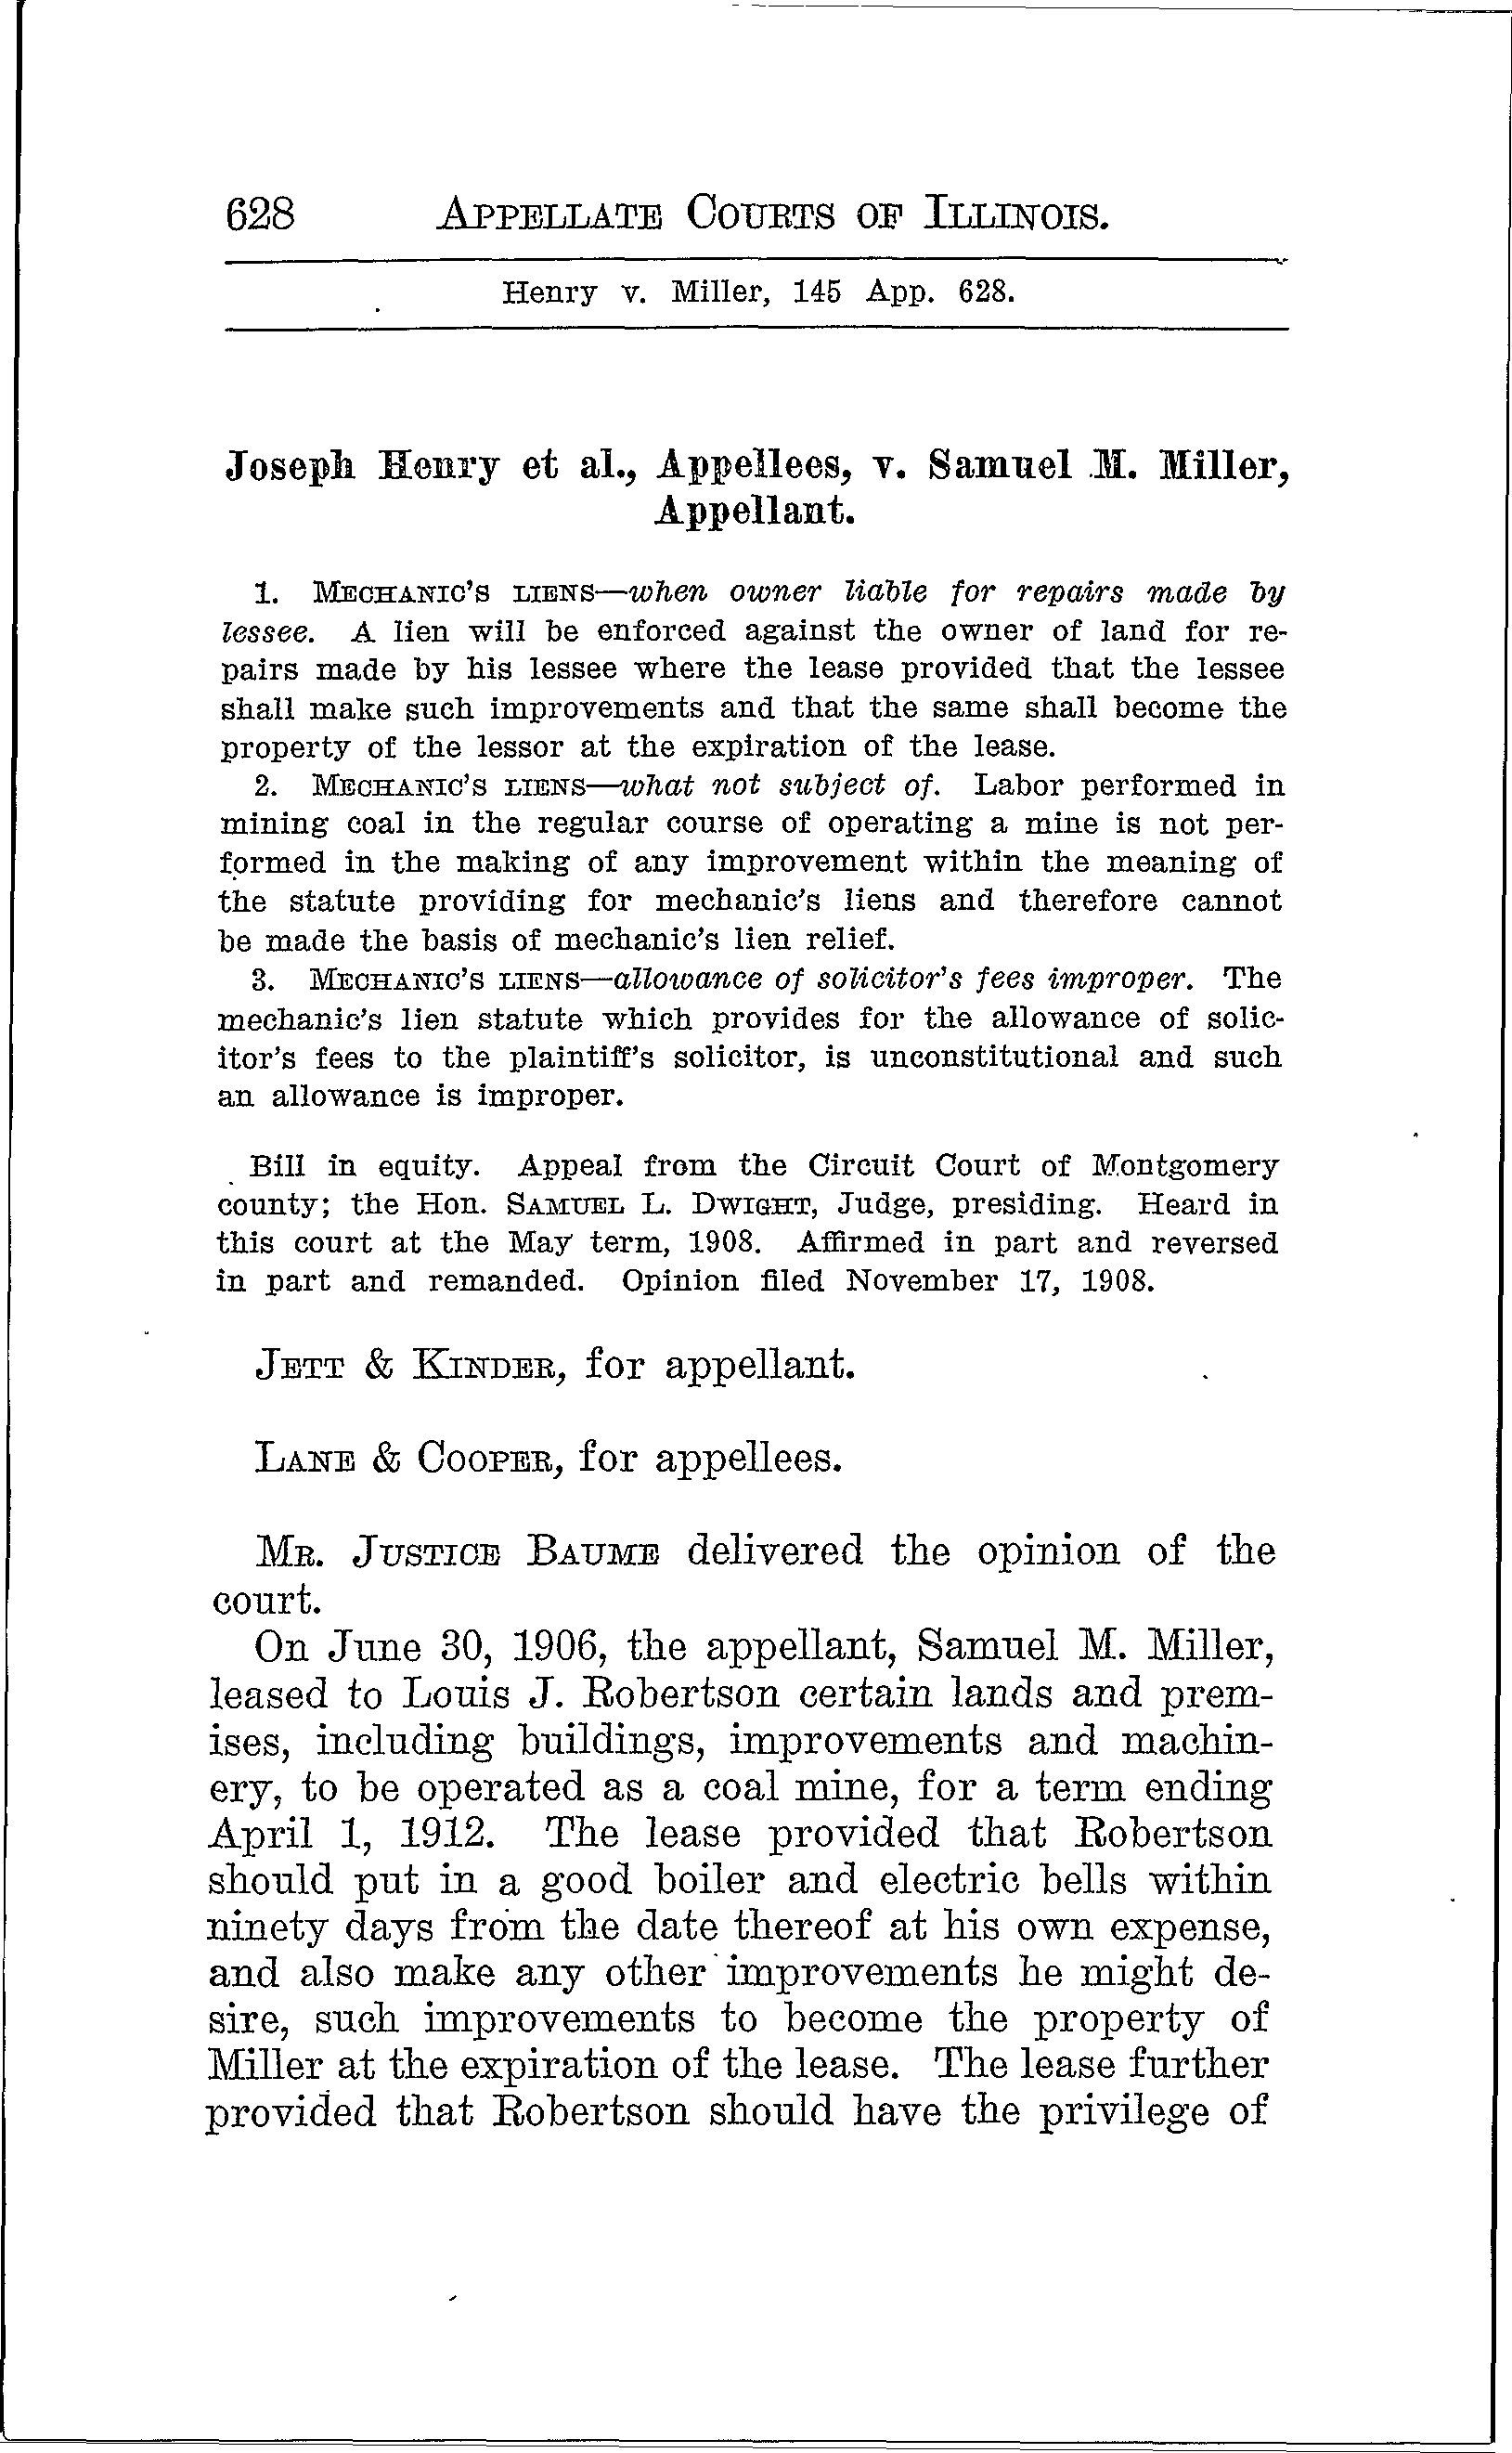 628 APPELLATE COURTS OF ILLINOIS.
Henry v. Miller, 145 App. 628.
Joseph Henry et al., Appellees, v. Samuel M. Miller,
Appellant.
1. MECHANIC'S LIENS—when owner liable for repairs made by
lessee. A lien will be enforced against the owner of land for re-
pairs made by his lessee where the lease provided that the lessee
shall make such improvements and that the same shall become the
property of the lessor at the expiration of the lease.
2. MECHANIC'S LIENS—what not subject of. Labor performed in
mining coal in the regular course of operating a mine is not per-
formed in the making of any improvement within the meaning of
the statute providing for mechanic's liens and therefore cannot
be made the basis of mechanic's lien relief.
3. MECHANIC'S LIENS—allowance of solicitor's fees improper. The
mechanic's lien statute which provides for the allowance of solic-
itor's fees to the plaintiff's solicitor, is unconstitutional and such
an allowance is improper.
Bill in equity. Appeal from the Circuit Court of Montgomery
county; the Hon. SAMUEL L. DWIGHT, Judge, presiding. Heard in
this court at the May term, 1908. Affirmed in part and reversed
in part and remanded. Opinion filed November 17, 1908.
JETT & KINDER, for appellant.
LANE & COOPER, for appellees.
MR. JUSTICE BAUME delivered the opinion of the
court.
On June 30, 1906, the appellant, Samuel M. Miller,
leased to Louis J. Robertson certain lands and prem-
ises, including buildings, improvements and machin-
ery, to be operated as a coal mine, for a term ending
April 1, 1912. The lease provided that Robertson
should put in a good boiler and electric bells within
ninety days from the date thereof at his own expense,
and also make any other improvements he might de-
sire, such improvements to become the property of
Miller at the expiration of the lease. The lease further
provided that Robertson should have the privilege of